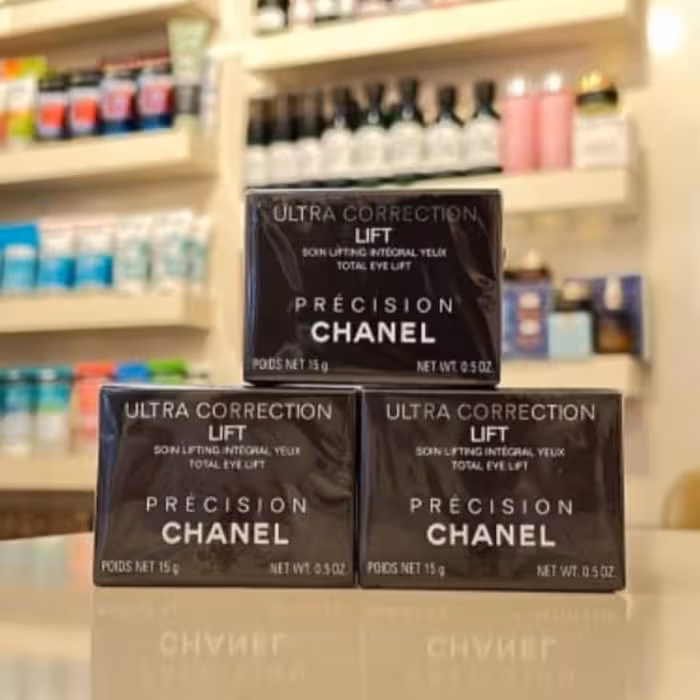 ULTRA CORRECTION
LIFT
SOIN LIFTING INTÉGRAL YEUX
TOTAL EYE LIFT
PRÉCISION
CHANEL
POIDS NET 15 g NET WT. 0.5 OZ.
ULTRA CORRECTION
LIFT
SOIN LIFTING INTÉGRAL YEUX
TOTAL EYE LIFT
PRÉCISION
CHANEL
POIDS NET 15 g NET WT. 0.5 OZ.
ULTRA CORRECTION
LIFT
SOIN LIFTING INTÉGRAL YEUX
TOTAL EYE LIFT
PRÉCISION
CHANEL
POIDS NET 15 g NET WT. 0.5 OZ.